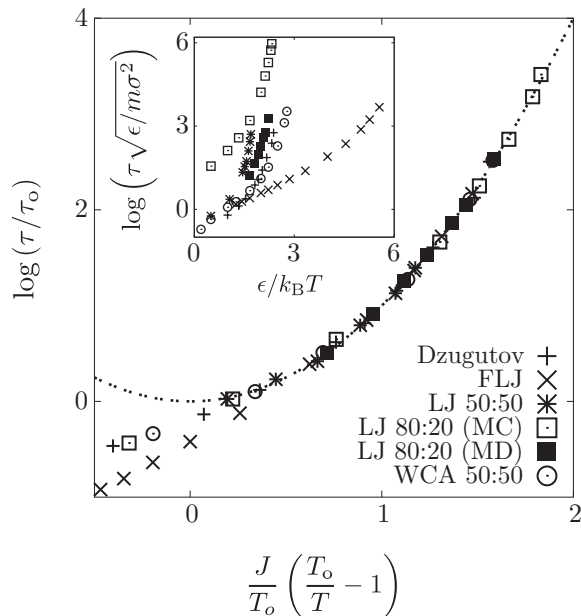 4
2
0
log (τ/τ_o)
6
3
0
log (τ√ϵ/mσ²)
0 3 6
ϵ/k_BT
Dzugutov
FLJ
LJ 50:50
LJ 80:20 (MC)
LJ 80:20 (MD)
WCA 50:50
0 1 2
J/T_o (T_o/T − 1)